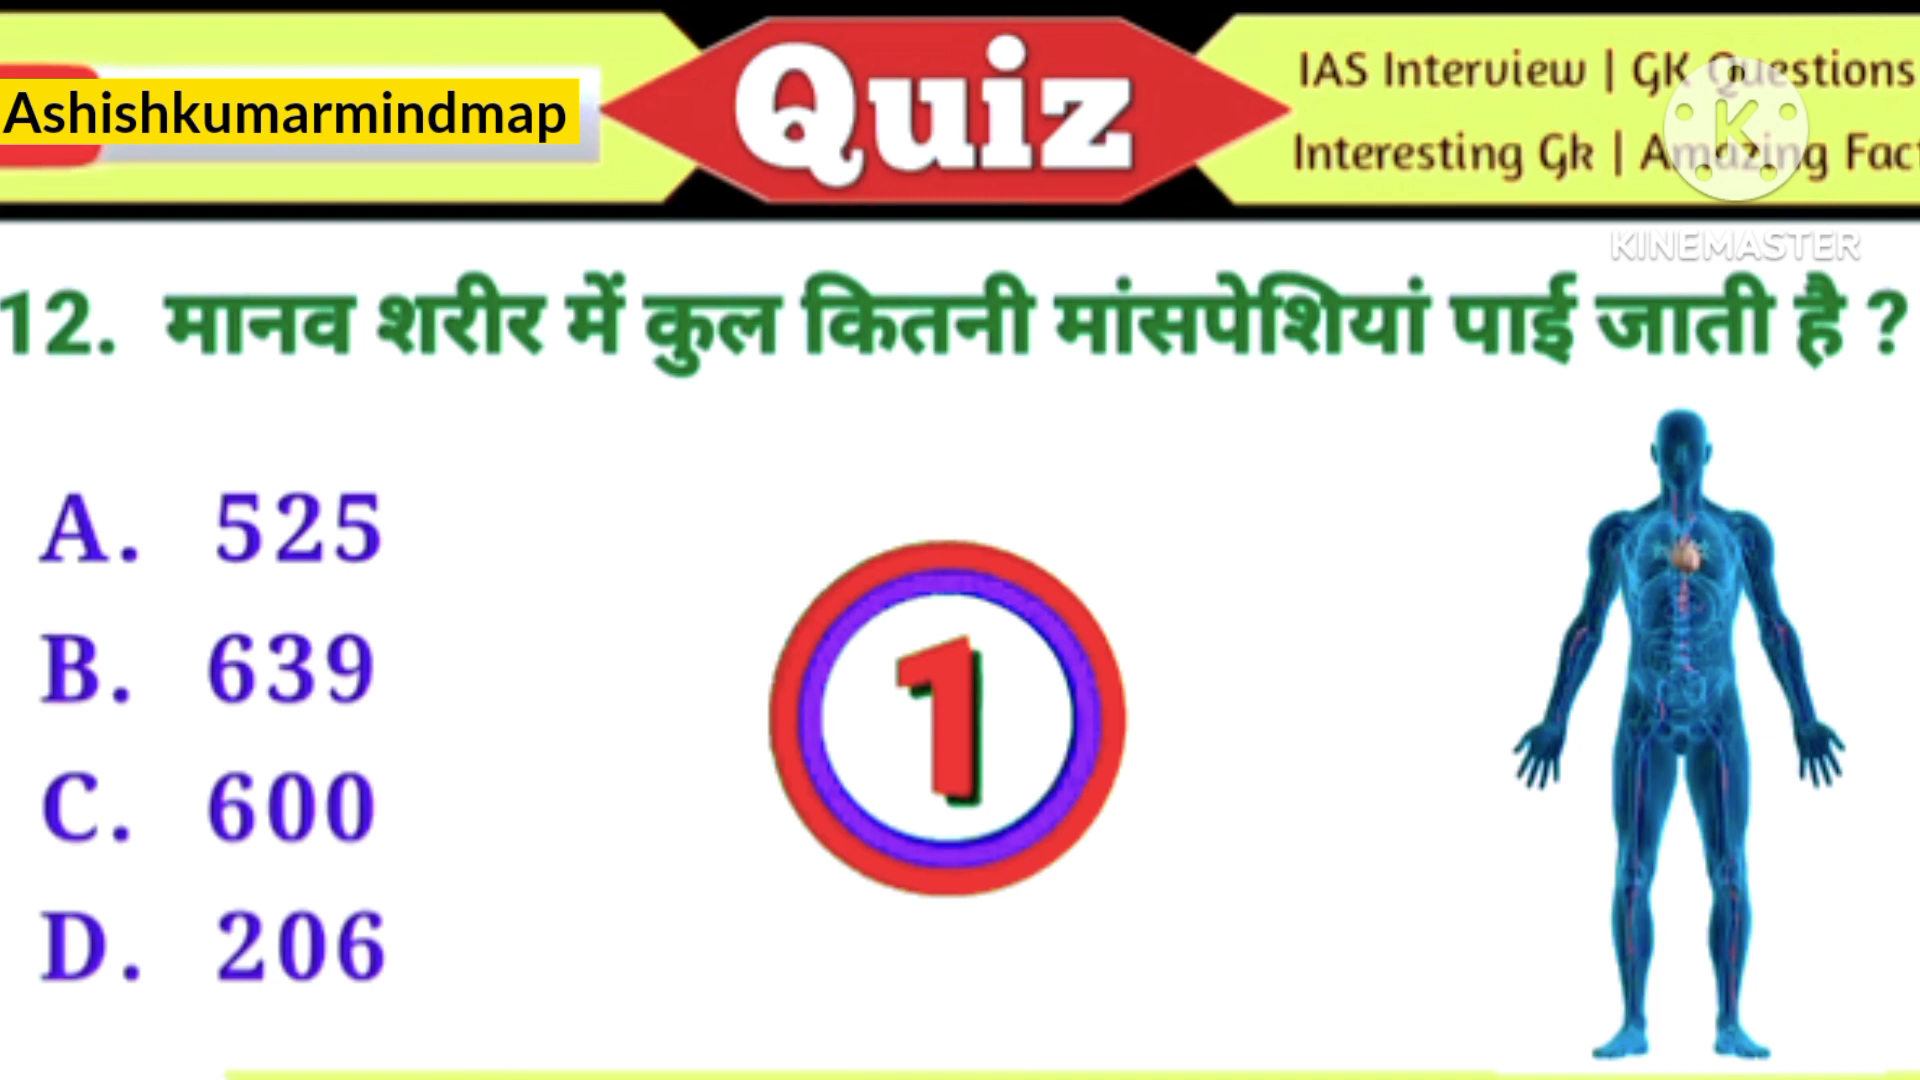 Ashishkumarmindmap
Quiz
IAS Interview | GK Questions
Interesting Gk | Amazing Fact
KINEMASTER
12. मानव शरीर में कुल कितनी मांसपेशियां पाई जाती है ?
A. 525
B. 639
C. 600
D. 206
1